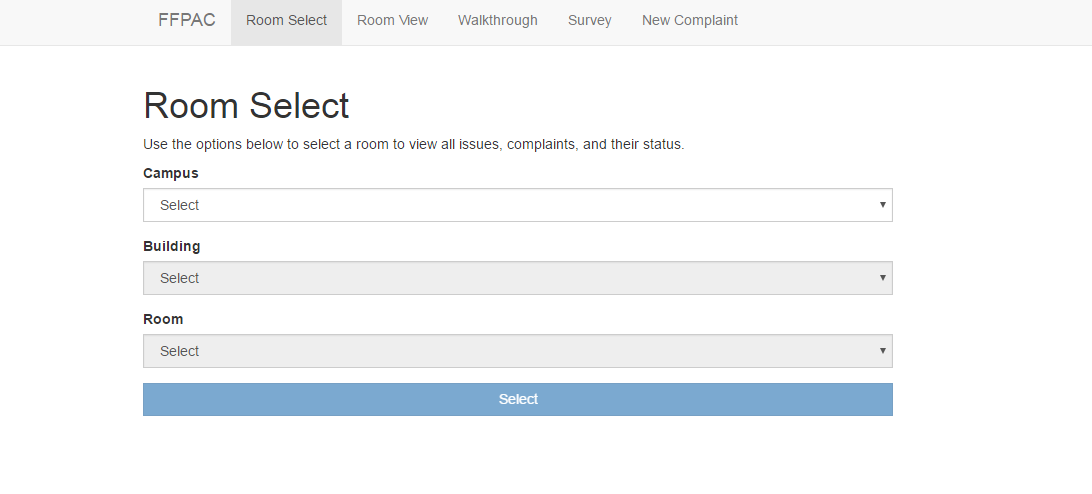 FFPAC Room Select Room View Walkthrough Survey New Complaint
Room Select
Use the options below to select a room to view all issues, complaints, and their status.
Campus
Select
Building
Select
Room
Select
Select